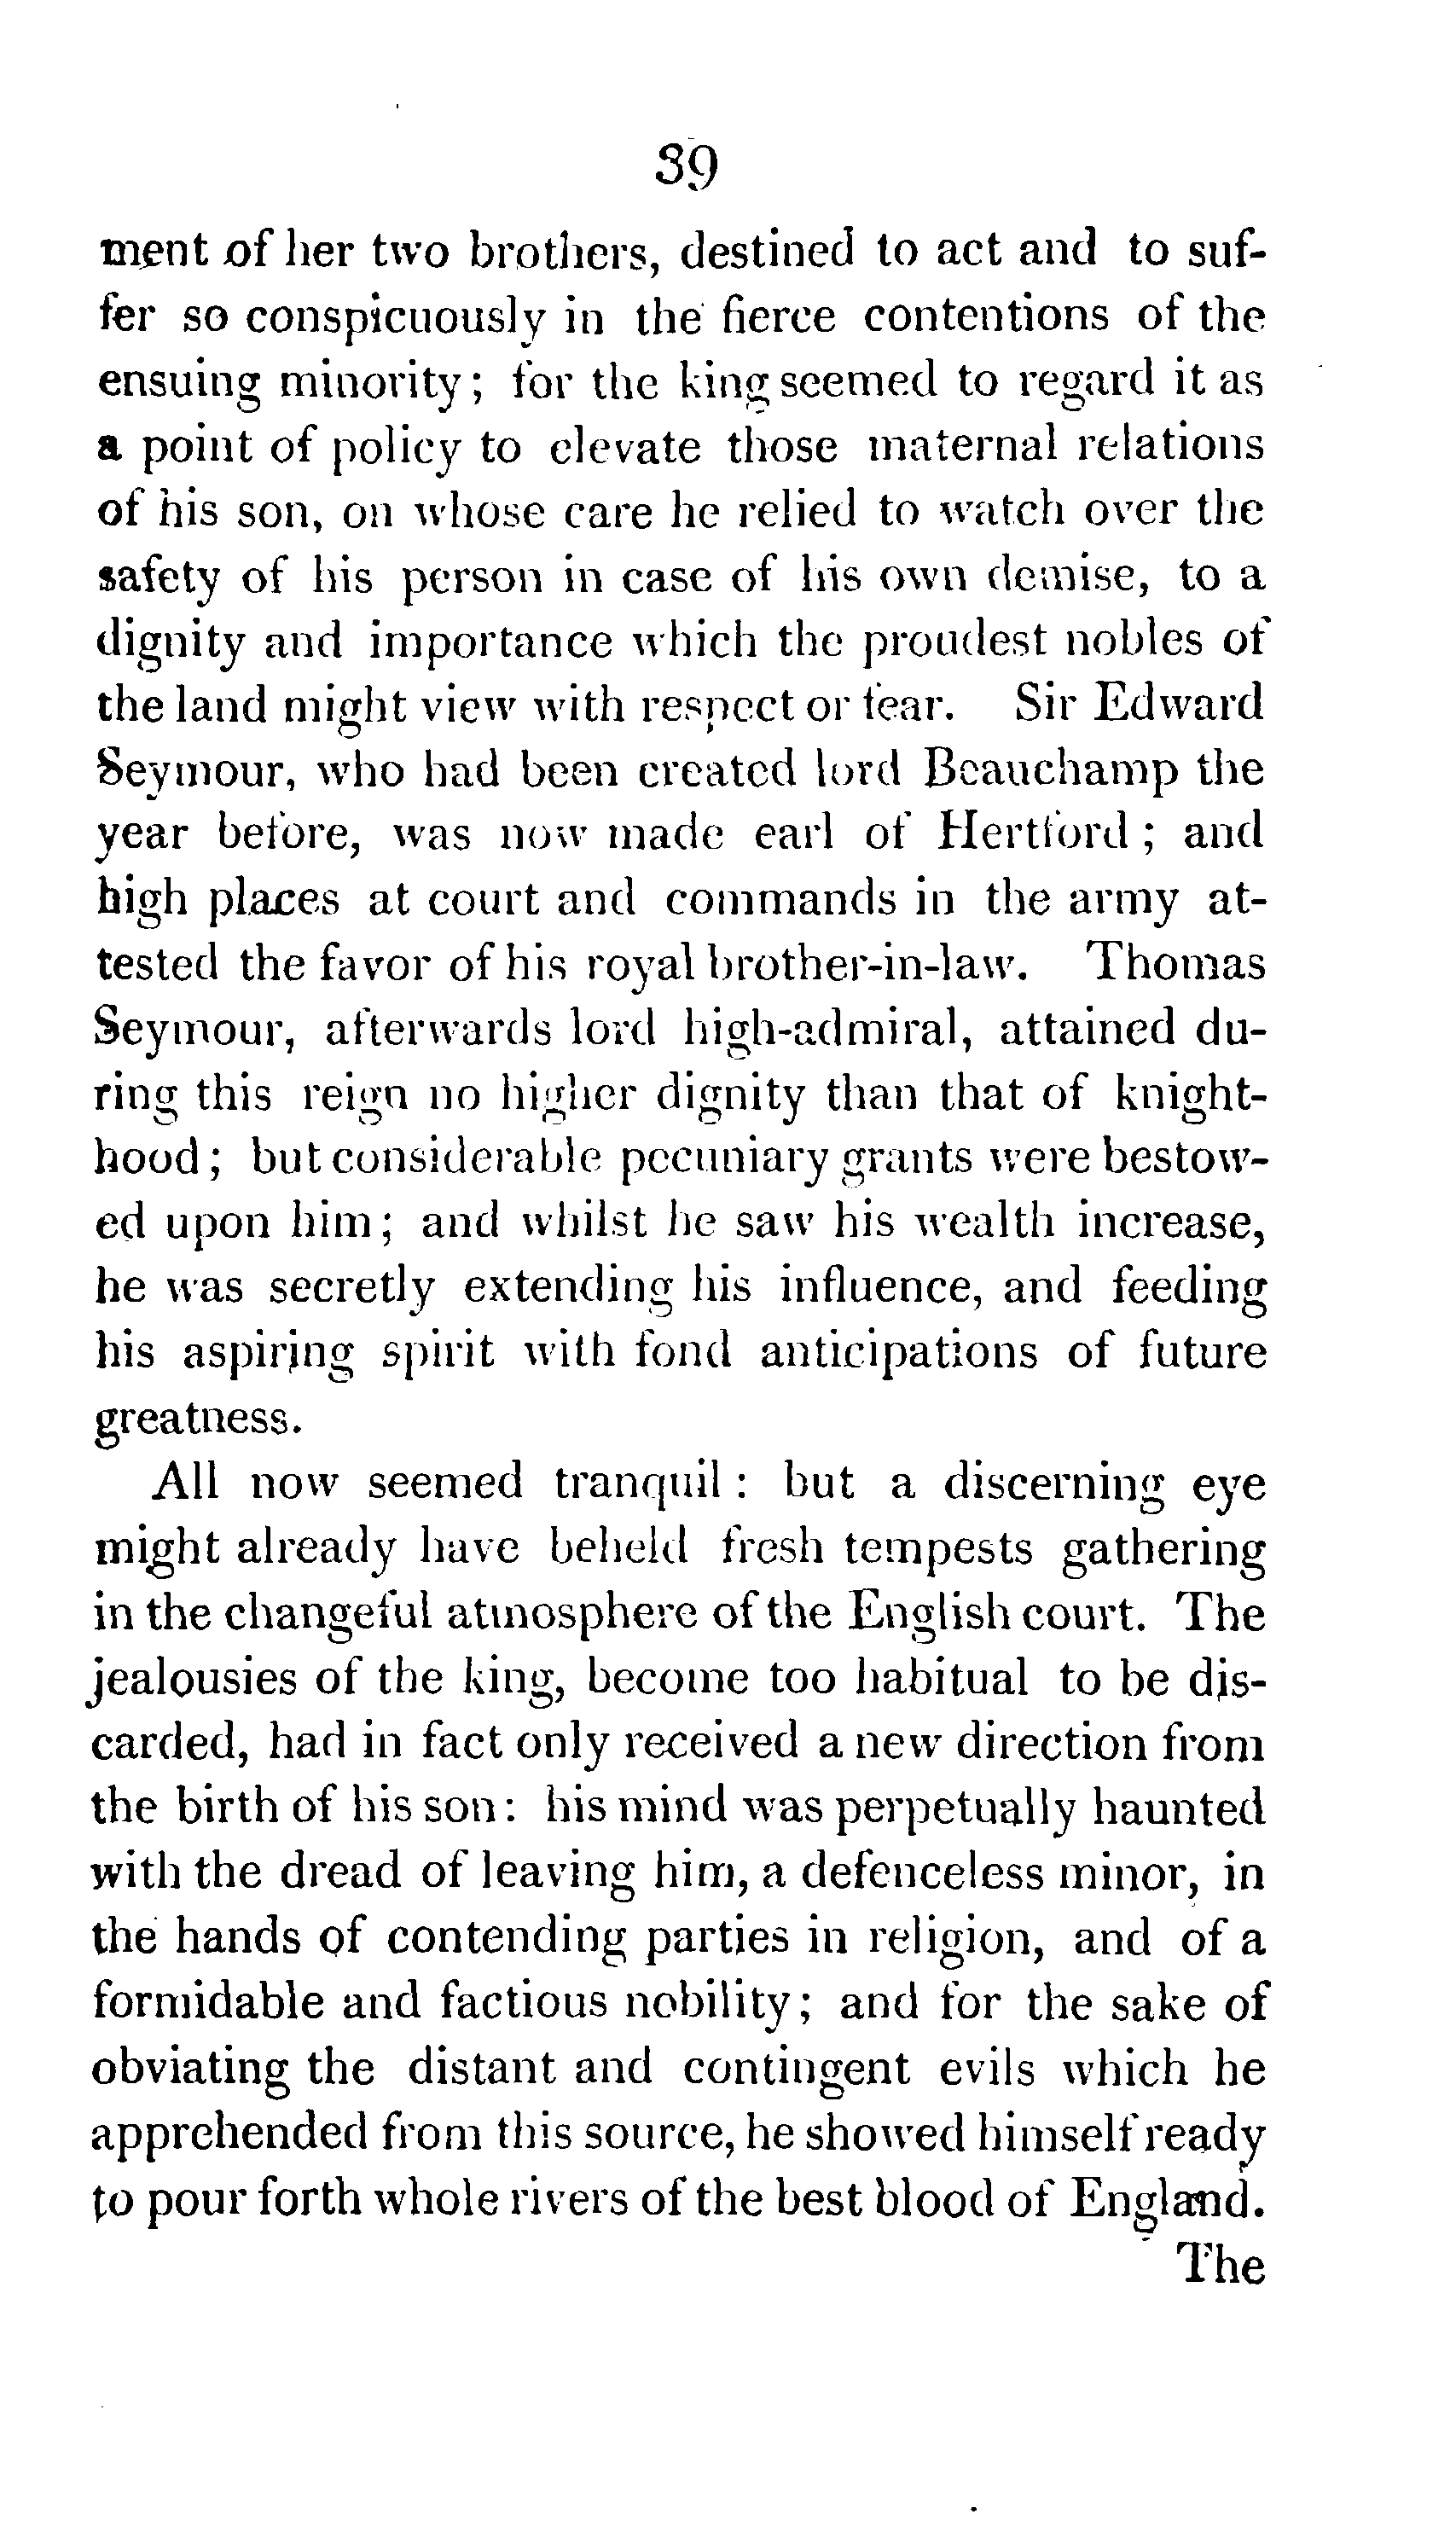 39
ment of her two brothers, destined to act and to suf-
fer so conspicuously in the fierce contentions of the
ensuing minority; for the king seemed to regard it as
a point of policy to elevate those maternal relations
of his son, on whose care he relied to watch over the
safety of his person in case of his own demise, to a
dignity and importance which the proudest nobles of
the land might view with respect or fear. Sir Edward
Seymour, who had been created lord Beauchamp the
year before, was now made earl of Hertford; and
high places at court and commands in the army at-
tested the favor of his royal brother-in-law. Thomas
Seymour, afterwards lord high-admiral, attained du-
ring this reign no higher dignity than that of knight-
hood; but considerable pecuniary grants were bestow-
ed upon him; and whilst he saw his wealth increase,
he was secretly extending his influence, and feeding
his aspiring spirit with fond anticipations of future
greatness.
All now seemed tranquil: but a discerning eye
might already have beheld fresh tempests gathering
in the changeful atmosphere of the English court. The
jealousies of the king, become too habitual to be dis-
carded, had in fact only received a new direction from
the birth of his son: his mind was perpetually haunted
with the dread of leaving him, a defenceless minor, in
the hands of contending parties in religion, and of a
formidable and factious nobility; and for the sake of
obviating the distant and contingent evils which he
apprehended from this source, he showed himself ready
to pour forth whole rivers of the best blood of England.
The